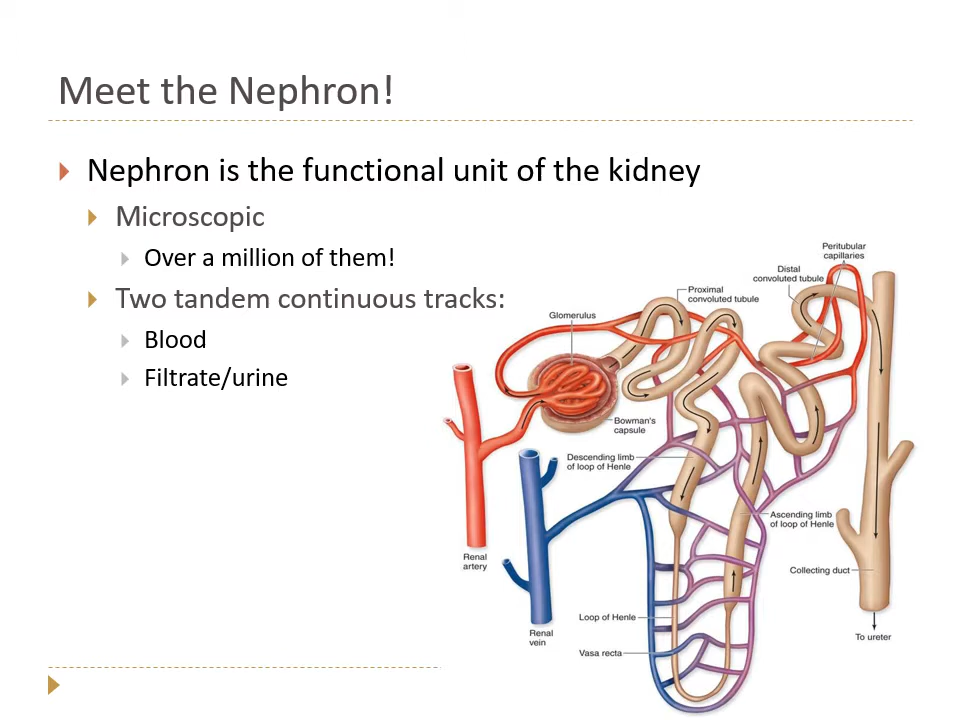 Meet the Nephron!
Nephron is the functional unit of the kidney
Microscopic
Over a million of them!
Two tandem continuous tracks:
Blood
Filtrate/urine
Peritubular
capillaries
Distal
convoluted tubule
Proximal
convoluted tubule
Glomerulus
Bowman's
capsule
Descending limb
of loop of Henle
Ascending limb
of loop of Henle
Renal
artery
Collecting duct
Loop of Henle
Renal
vein
To ureter
Vasa recta